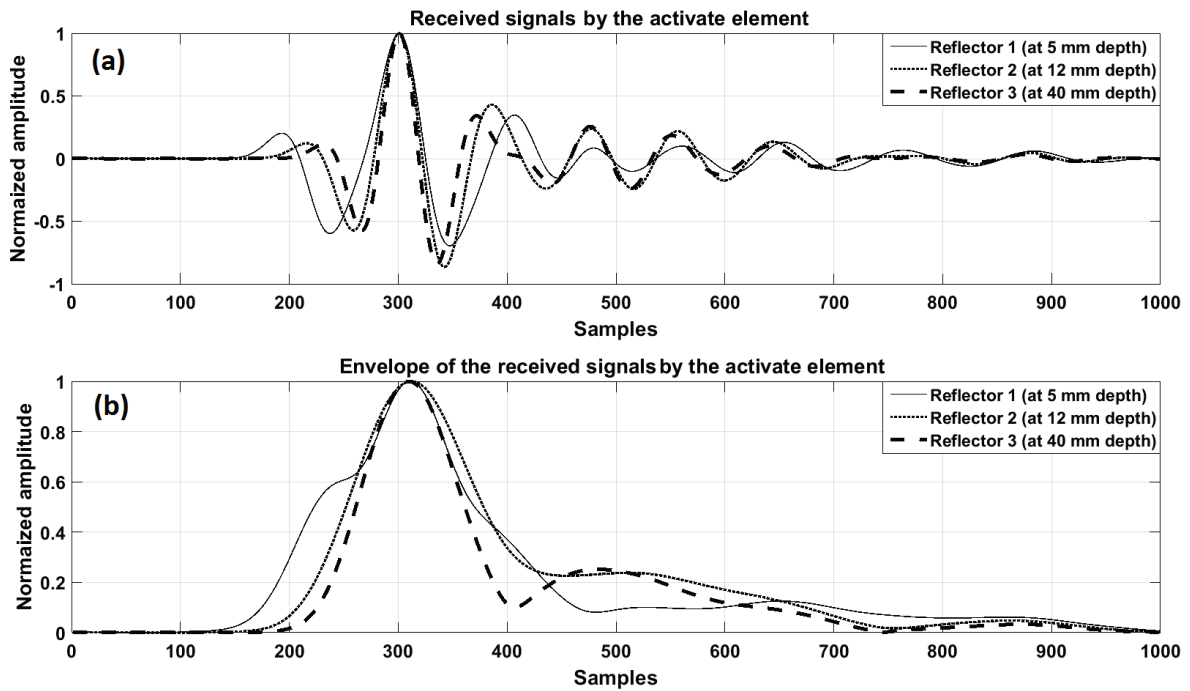 Received signals by the activate element
(a)
Reflector 1 (at 5 mm depth)
Reflector 2 (at 12 mm depth)
Reflector 3 (at 40 mm depth)
Normaized amplitude
1
0.5
0
-0.5
-1
0 100 200 300 400 500 600 700 800 900 1000
Samples
Envelope of the received signals by the activate element
(b)
Reflector 1 (at 5 mm depth)
Reflector 2 (at 12 mm depth)
Reflector 3 (at 40 mm depth)
Normaized amplitude
1
0.8
0.6
0.4
0.2
0
0 100 200 300 400 500 600 700 800 900 1000
Samples